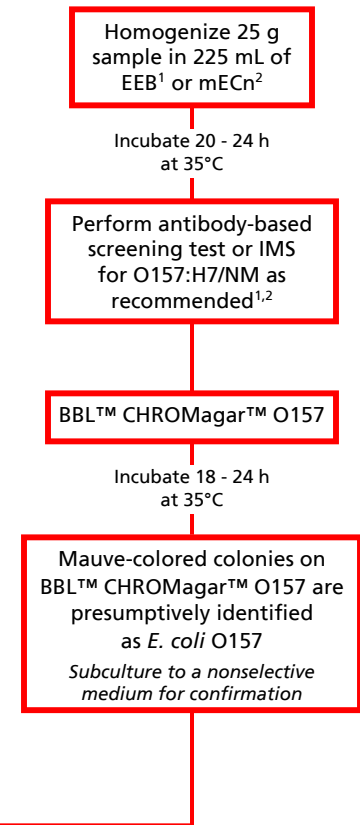 Homogenize 25 g
sample in 225 mL of
EEB¹ or mECn²
Incubate 20 - 24 h
at 35°C
Perform antibody-based
screening test or IMS
for O157:H7/NM as
recommended¹,²
BBL™ CHROMagar™ O157
Incubate 18 - 24 h
at 35°C
Mauve-colored colonies on
BBL™ CHROMagar™ O157 are
presumptively identified
as E. coli O157
Subculture to a nonselective
medium for confirmation